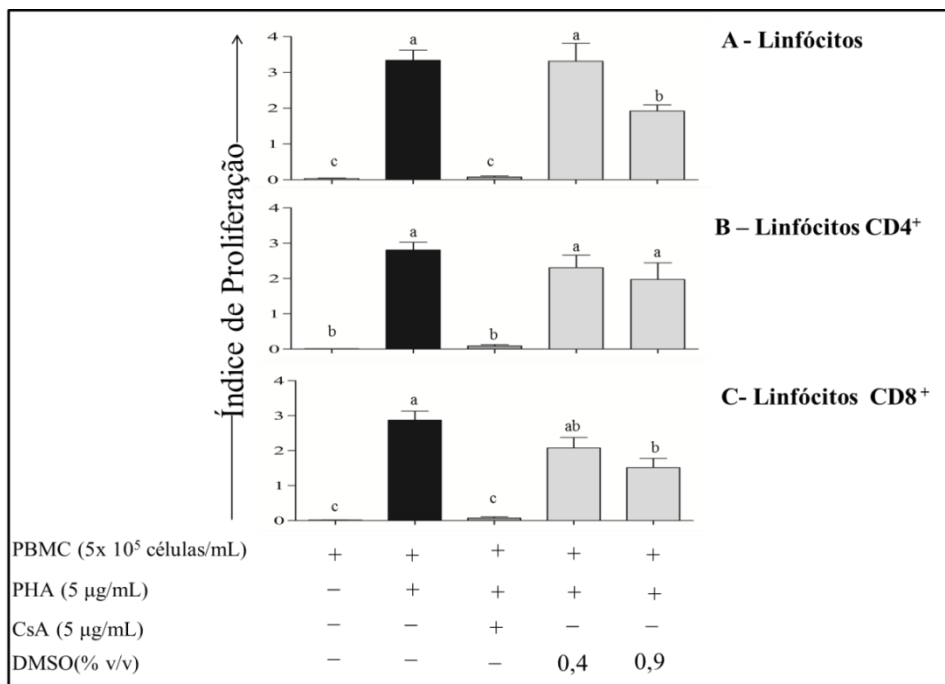 Índice de Proliferação
A - Linfócitos
4
3
2
1
0
c
a
c
a
b
B – Linfócitos CD4⁺
4
3
2
1
0
b
a
b
a
a
C- Linfócitos CD8⁺
4
3
2
1
0
c
a
c
ab
b
PBMC (5x 10⁵ células/mL) + + + + +
PHA (5 µg/mL) – + + + +
CsA (5 µg/mL) – – + – –
DMSO(% v/v) – – – 0,4 0,9